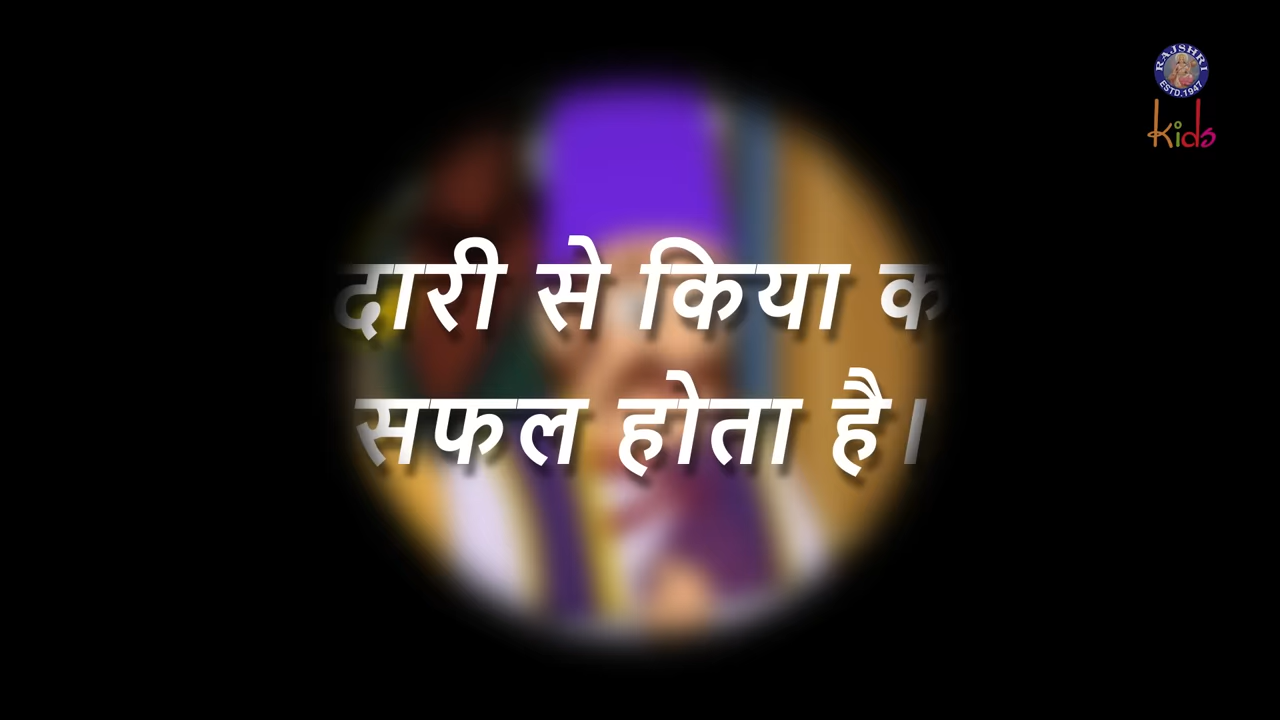 RAJSHRI
ESTD.1947
kids
दारी से किया क
सफल होता है।